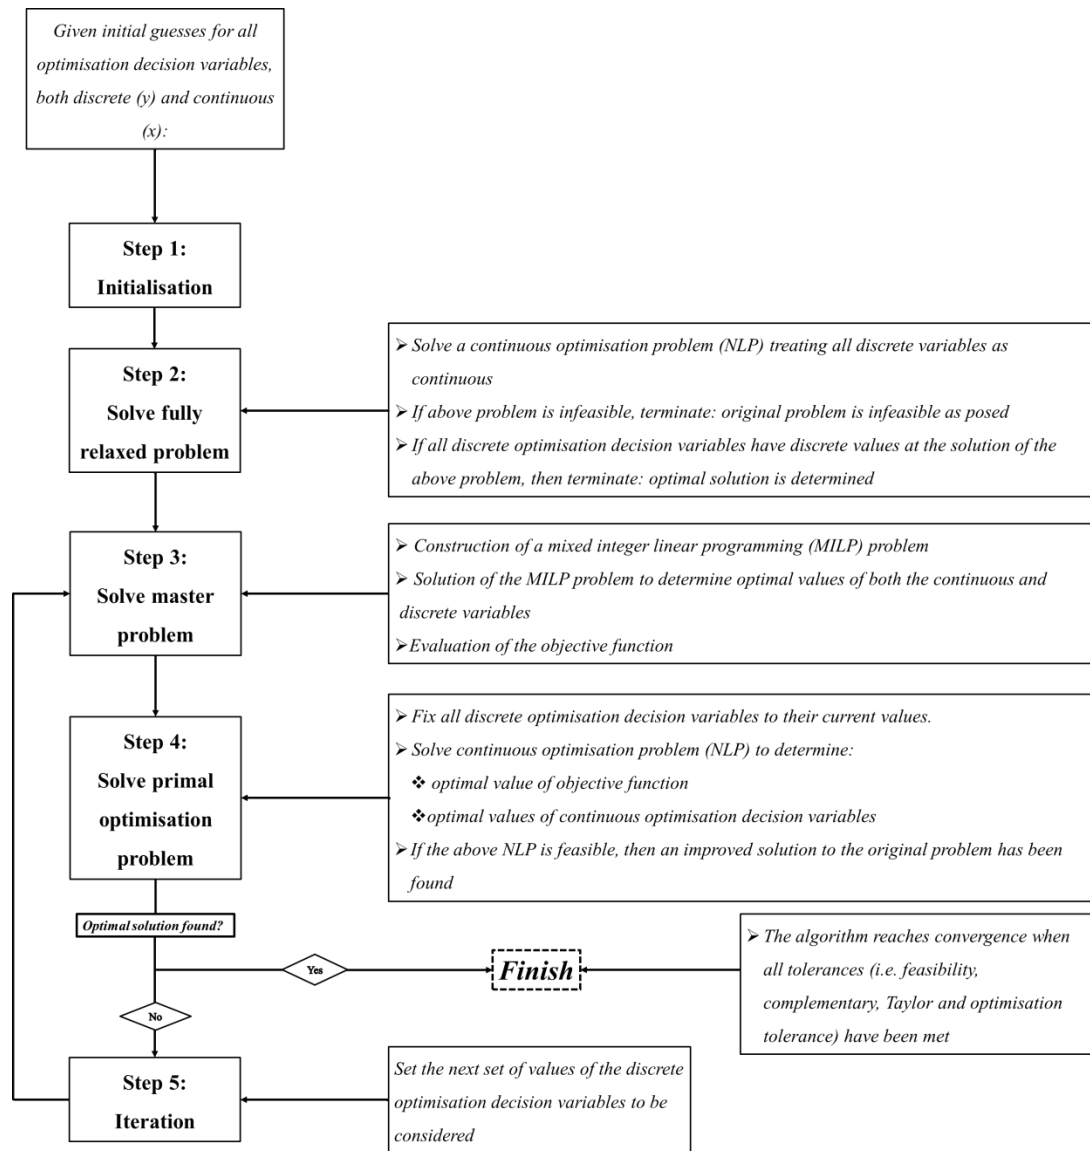 Given initial guesses for all
optimisation decision variables,
both discrete (y) and continuous
(x):
Step 1:
Initialisation
Step 2:
Solve fully
relaxed problem
➤ Solve a continuous optimisation problem (NLP) treating all discrete variables as
continuous
➤ If above problem is infeasible, terminate: original problem is infeasible as posed
➤ If all discrete optimisation decision variables have discrete values at the solution of the
above problem, then terminate: optimal solution is determined
Step 3:
Solve master
problem
➤ Construction of a mixed integer linear programming (MILP) problem
➤ Solution of the MILP problem to determine optimal values of both the continuous and
discrete variables
➤ Evaluation of the objective function
Step 4:
Solve primal
optimisation
problem
➤ Fix all discrete optimisation decision variables to their current values.
➤ Solve continuous optimisation problem (NLP) to determine:
❖ optimal value of objective function
❖ optimal values of continuous optimisation decision variables
➤ If the above NLP is feasible, then an improved solution to the original problem has been
found
Optimal solution found?
Yes
Finish
➤ The algorithm reaches convergence when
all tolerances (i.e. feasibility,
complementary, Taylor and optimisation
tolerance) have been met
No
Step 5:
Iteration
Set the next set of values of the discrete
optimisation decision variables to be
considered